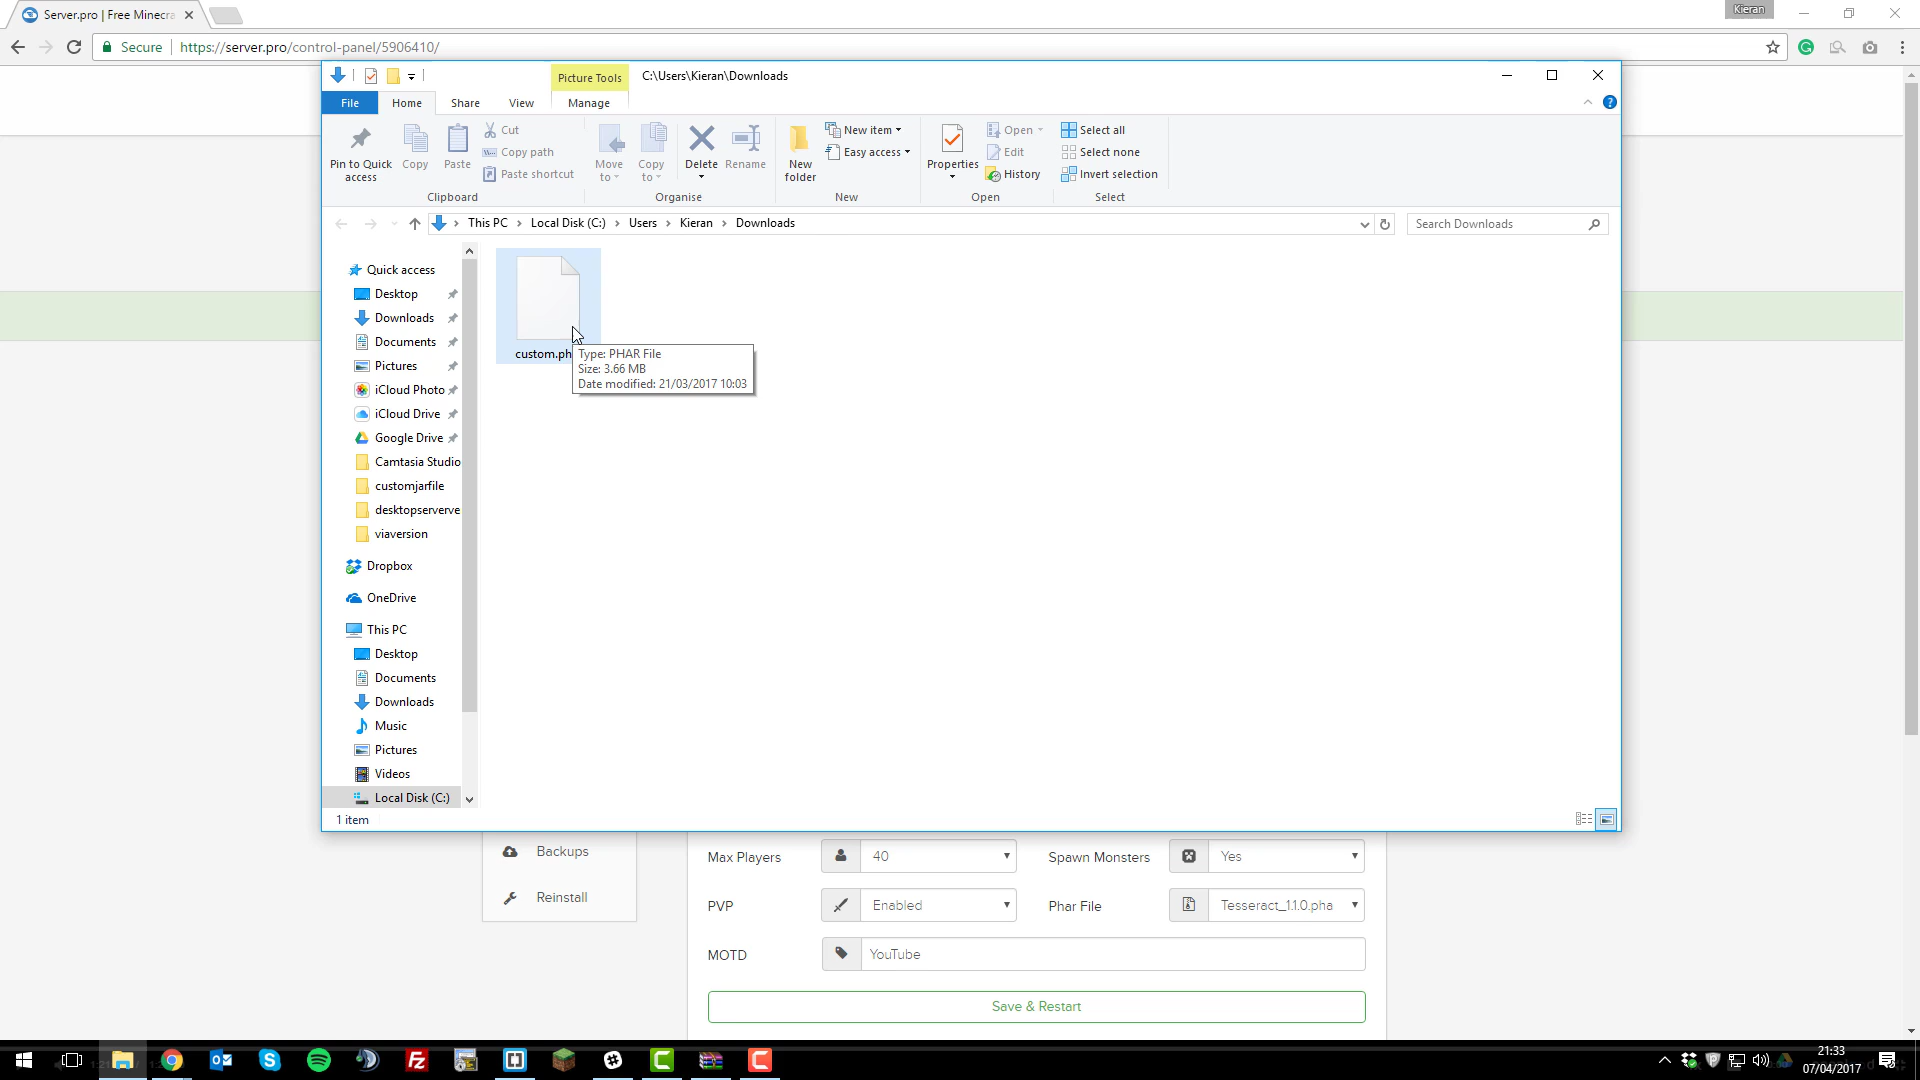 Server.pro | Free Minecra
Kieran
Secure
https://server.pro/control-panel/5906410/
Picture Tools
C:\Users\Kieran\Downloads
File
Home
Share
View
Manage
Pin to Quick access
Copy
Paste
Cut
Copy path
Paste shortcut
Clipboard
Move to
Copy to
Delete
Rename
Organise
New folder
New item
Easy access
New
Properties
Open
Edit
History
Open
Select all
Select none
Invert selection
Select
This PC
Local Disk (C:)
Users
Kieran
Downloads
Search Downloads
Quick access
Desktop
Downloads
Documents
Pictures
iCloud Photo
iCloud Drive
Google Drive
Camtasia Studio
customjarfile
desktopserverve
viaversion
Dropbox
OneDrive
This PC
Desktop
Documents
Downloads
Music
Pictures
Videos
Local Disk (C:)
custom.ph
Type: PHAR File
Size: 3.66 MB
Date modified: 21/03/2017 10:03
1 item
Backups
Reinstall
Max Players
40
Spawn Monsters
Yes
PVP
Enabled
Phar File
Tesseract_1.1.0.pha
MOTD
YouTube
Save & Restart
21:33
07/04/2017